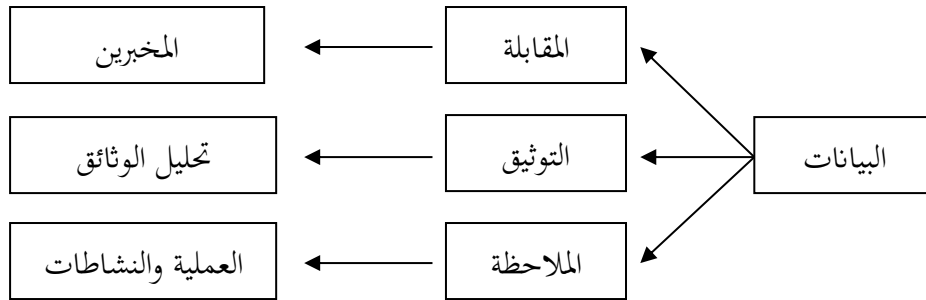 المقابلة
المخبرين
البيانات
التوثيق
تحليل الوثائق
الملاحظة
العملية والنشاطات